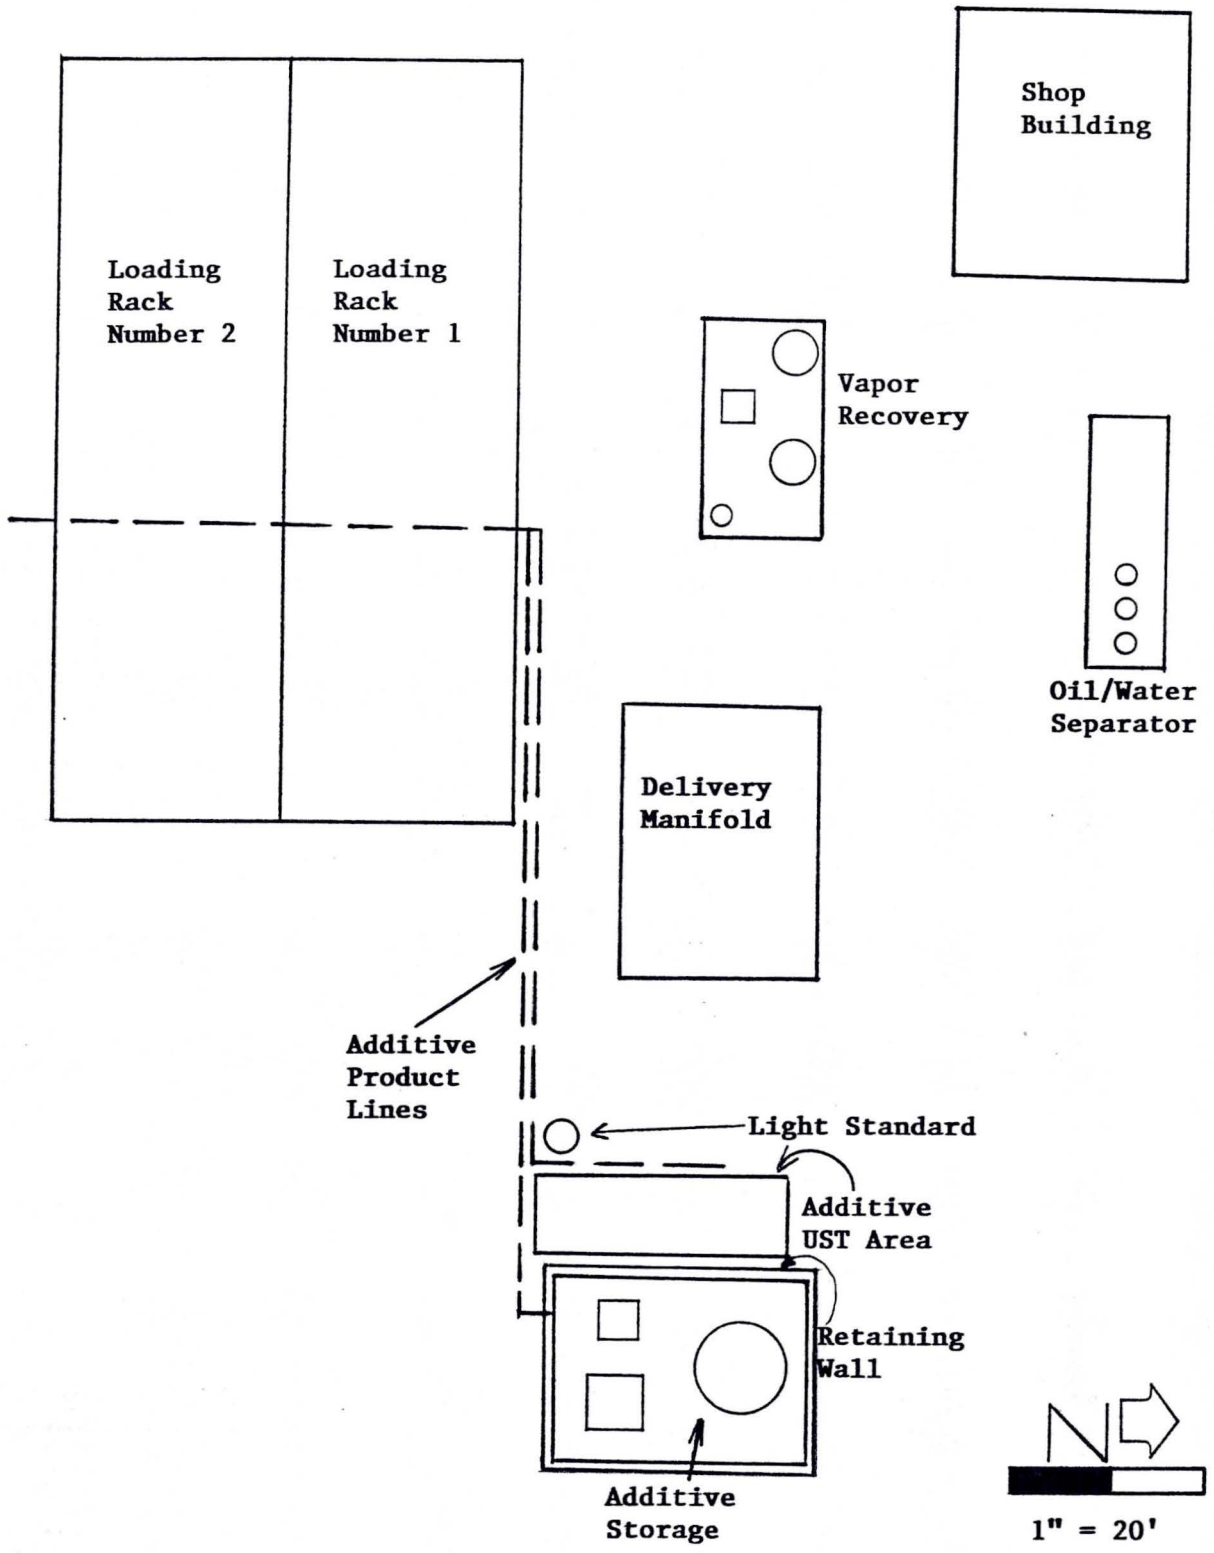 Shop
Building
Loading
Rack
Number 2
Loading
Rack
Number 1
Vapor
Recovery
Oil/Water
Separator
Delivery
Manifold
Additive
Product
Lines
Light Standard
Additive
UST Area
Retaining
Wall
Additive
Storage
N
1" = 20'